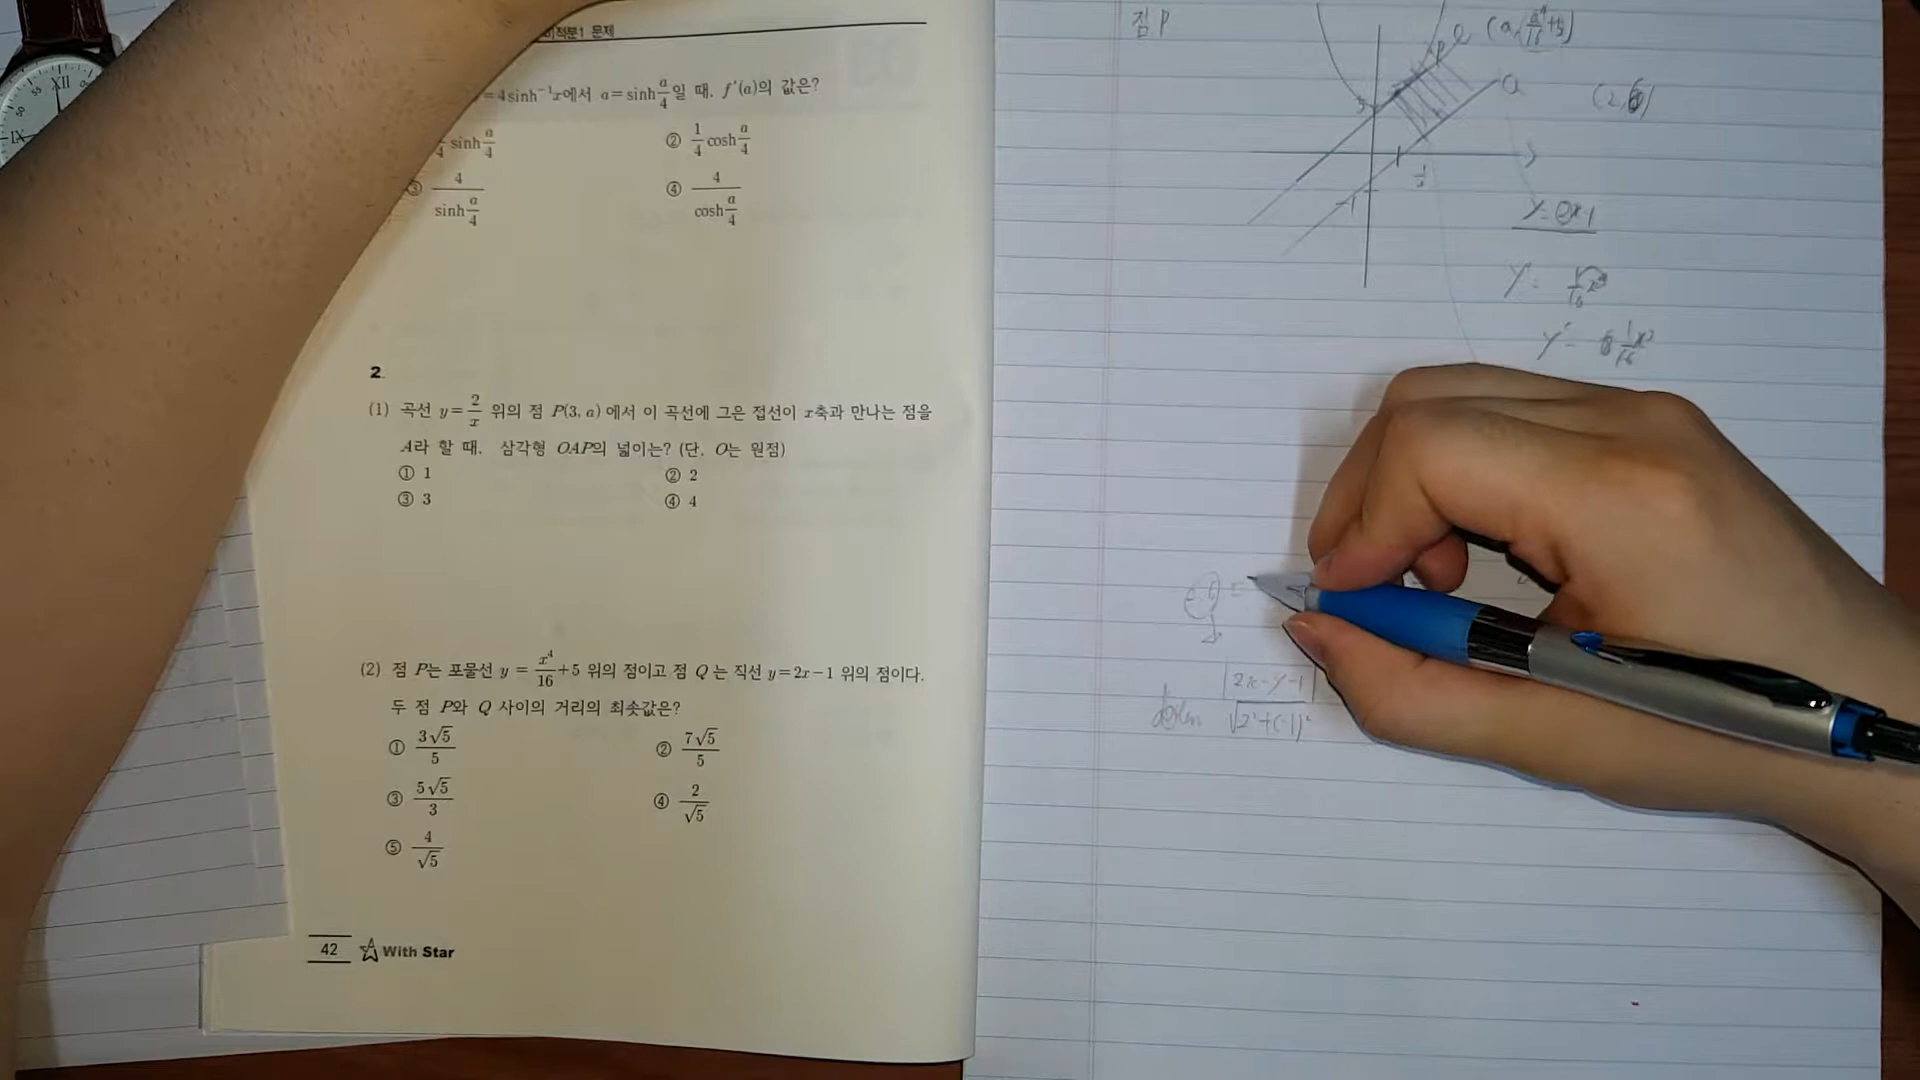 미적분1 문제
=4sinh⁻¹x에서 a=sinh a/4일 때, f′(a)의 값은?
sinh a/4
② 1/4 cosh a/4
③ 4/(sinh a/4)
④ 4/(cosh a/4)
2.
(1) 곡선 y=2/x 위의 점 P(3, a)에서 이 곡선에 그은 접선이 x축과 만나는 점을
A라 할 때, 삼각형 OAP의 넓이는? (단, O는 원점)
① 1
② 2
③ 3
④ 4
(2) 점 P는 포물선 y = x⁴/16+5 위의 점이고 점 Q는 직선 y=2x-1 위의 점이다.
두 점 P와 Q 사이의 거리의 최솟값은?
① 3√5/5
② 7√5/5
③ 5√5/3
④ 2/√5
⑤ 4/√5
42
With Star
점 P
P
Q
-1
y=2x-1
|2x-y-1|
√2²+(-1)²